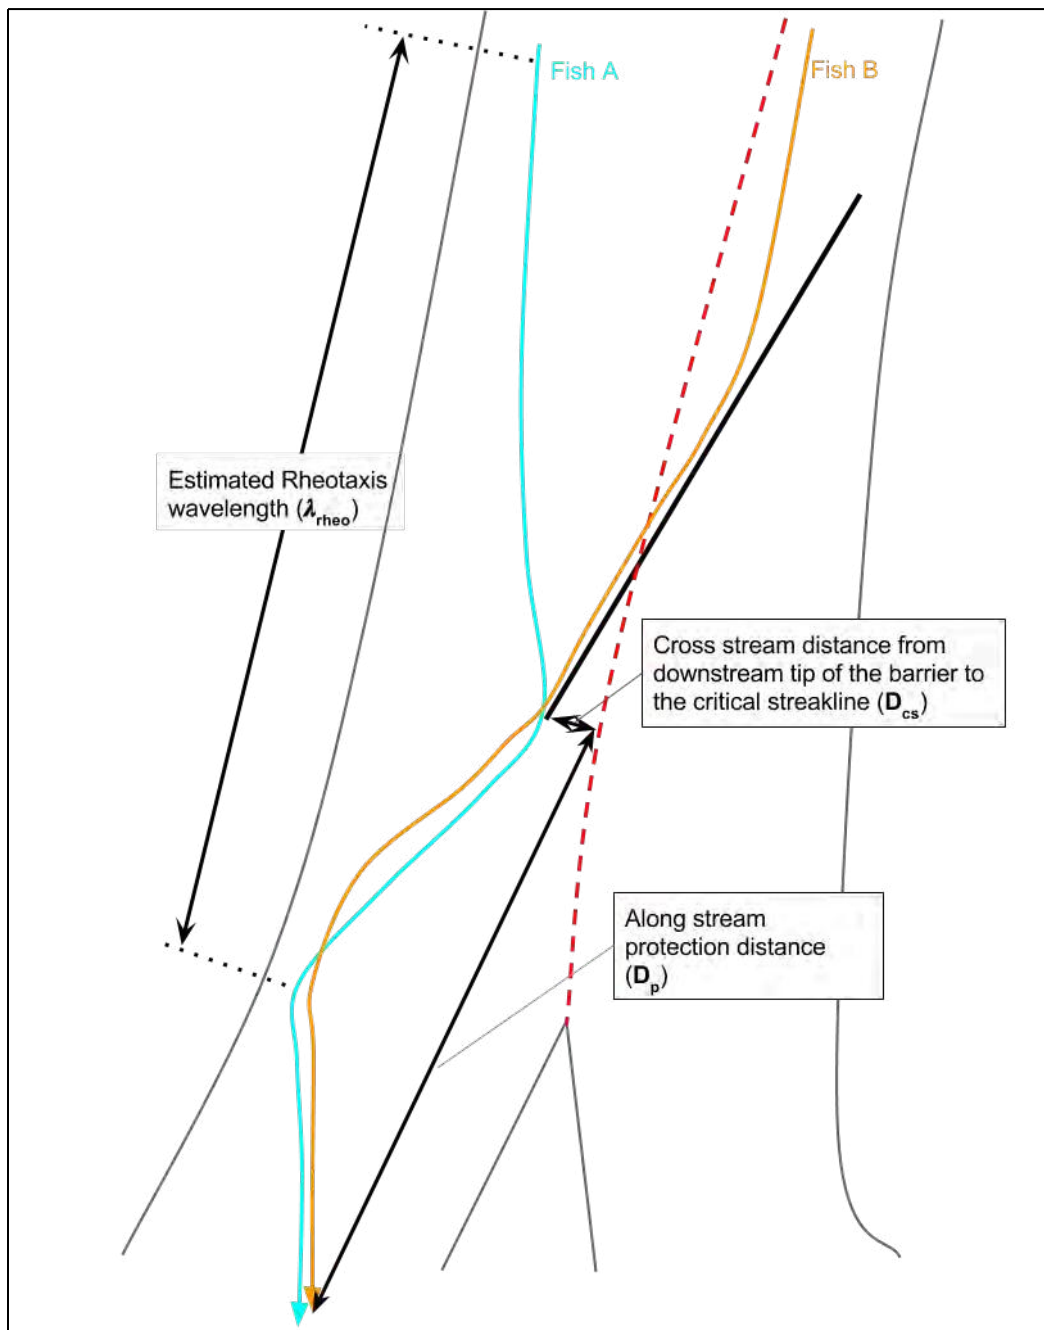 Fish A
Fish B
Estimated Rheotaxis
wavelength (λrheo)
Cross stream distance from
downstream tip of the barrier to
the critical streakline (Dcs)
Along stream
protection distance
(Dp)